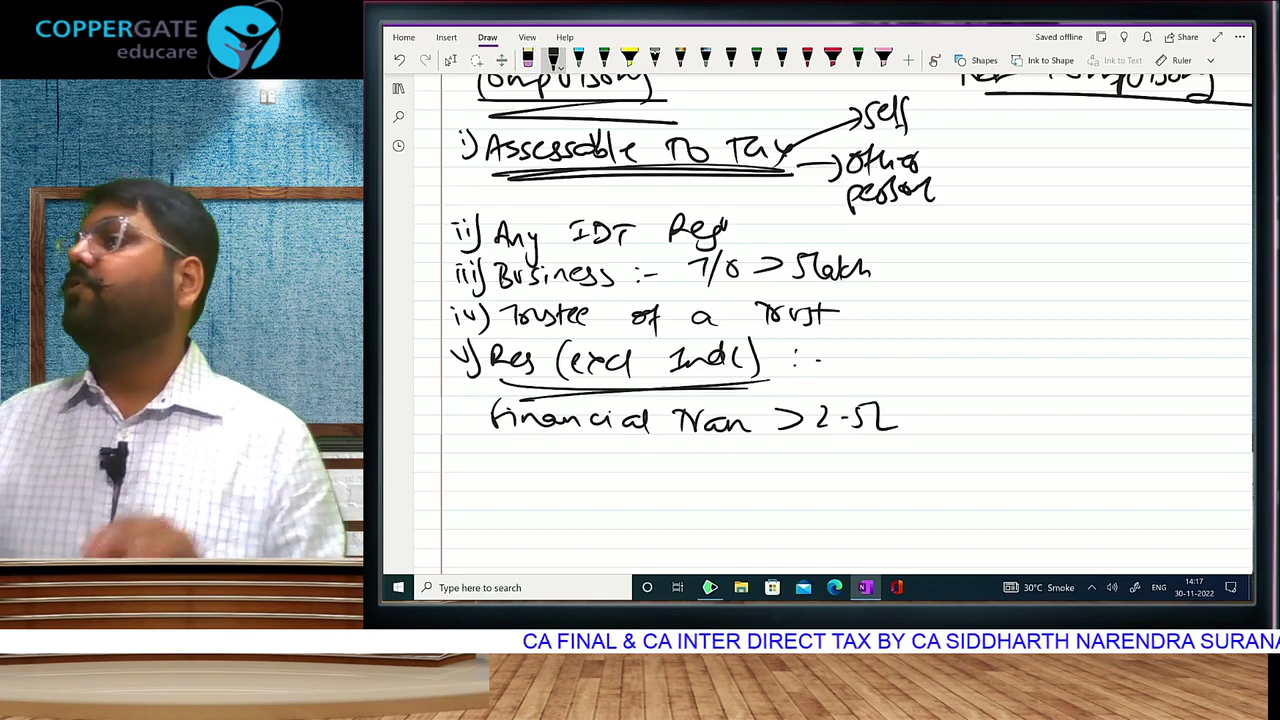 COPPERGATE
educare
Home Insert Draw View Help
Saved offline
Share
Shapes
Ink to Shape
Ink to Text
Ruler
Compulsory
i) Assessable To Tax
self
other
person
ii) Any IDT Regn
iii) Business :- T/O > 5 lakh
iv) Trustee of a Trust
v) Res (excl Indl) :-
financial Tran > 2.5L
Type here to search
30°C Smoke
ENG
14:17
30-11-2022
CA FINAL & CA INTER DIRECT TAX BY CA SIDDHARTH NARENDRA SURANA